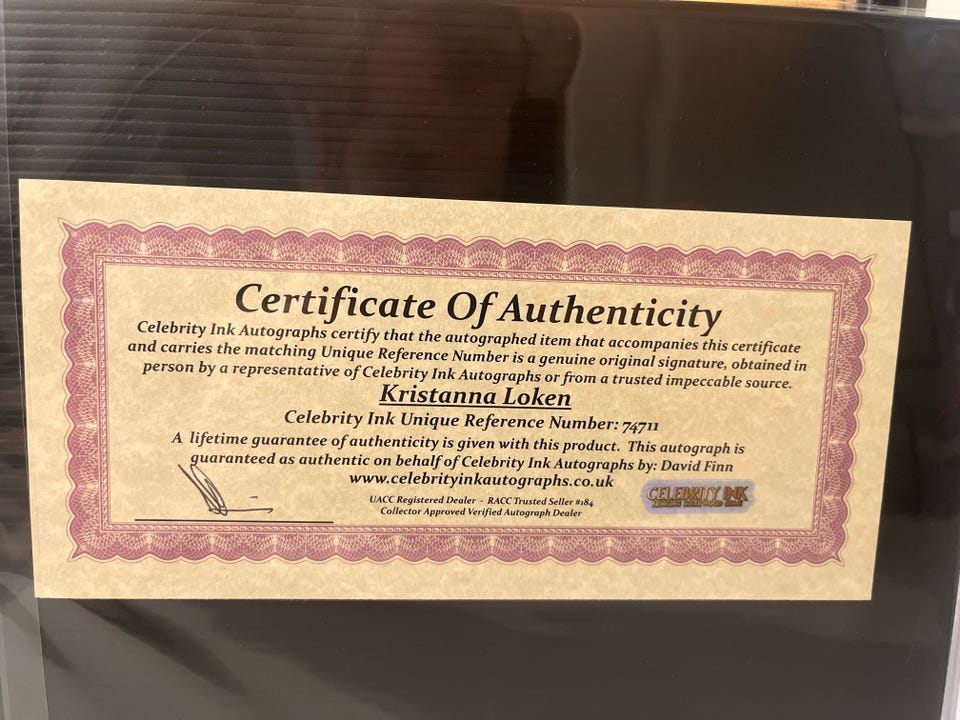 Certificate Of Authenticity
Celebrity Ink Autographs certify that the autographed item that accompanies this certificate
and carries the matching Unique Reference Number is a genuine original signature, obtained in
person by a representative of Celebrity Ink Autographs or from a trusted impeccable source.
Kristanna Loken
Celebrity Ink Unique Reference Number: 74711
A lifetime guarantee of authenticity is given with this product. This autograph is
guaranteed as authentic on behalf of Celebrity Ink Autographs by: David Finn
www.celebrityinkautographs.co.uk
UACC Registered Dealer - RACC Trusted Seller #184
Collector Approved Verified Autograph Dealer
CELEBRITY INK